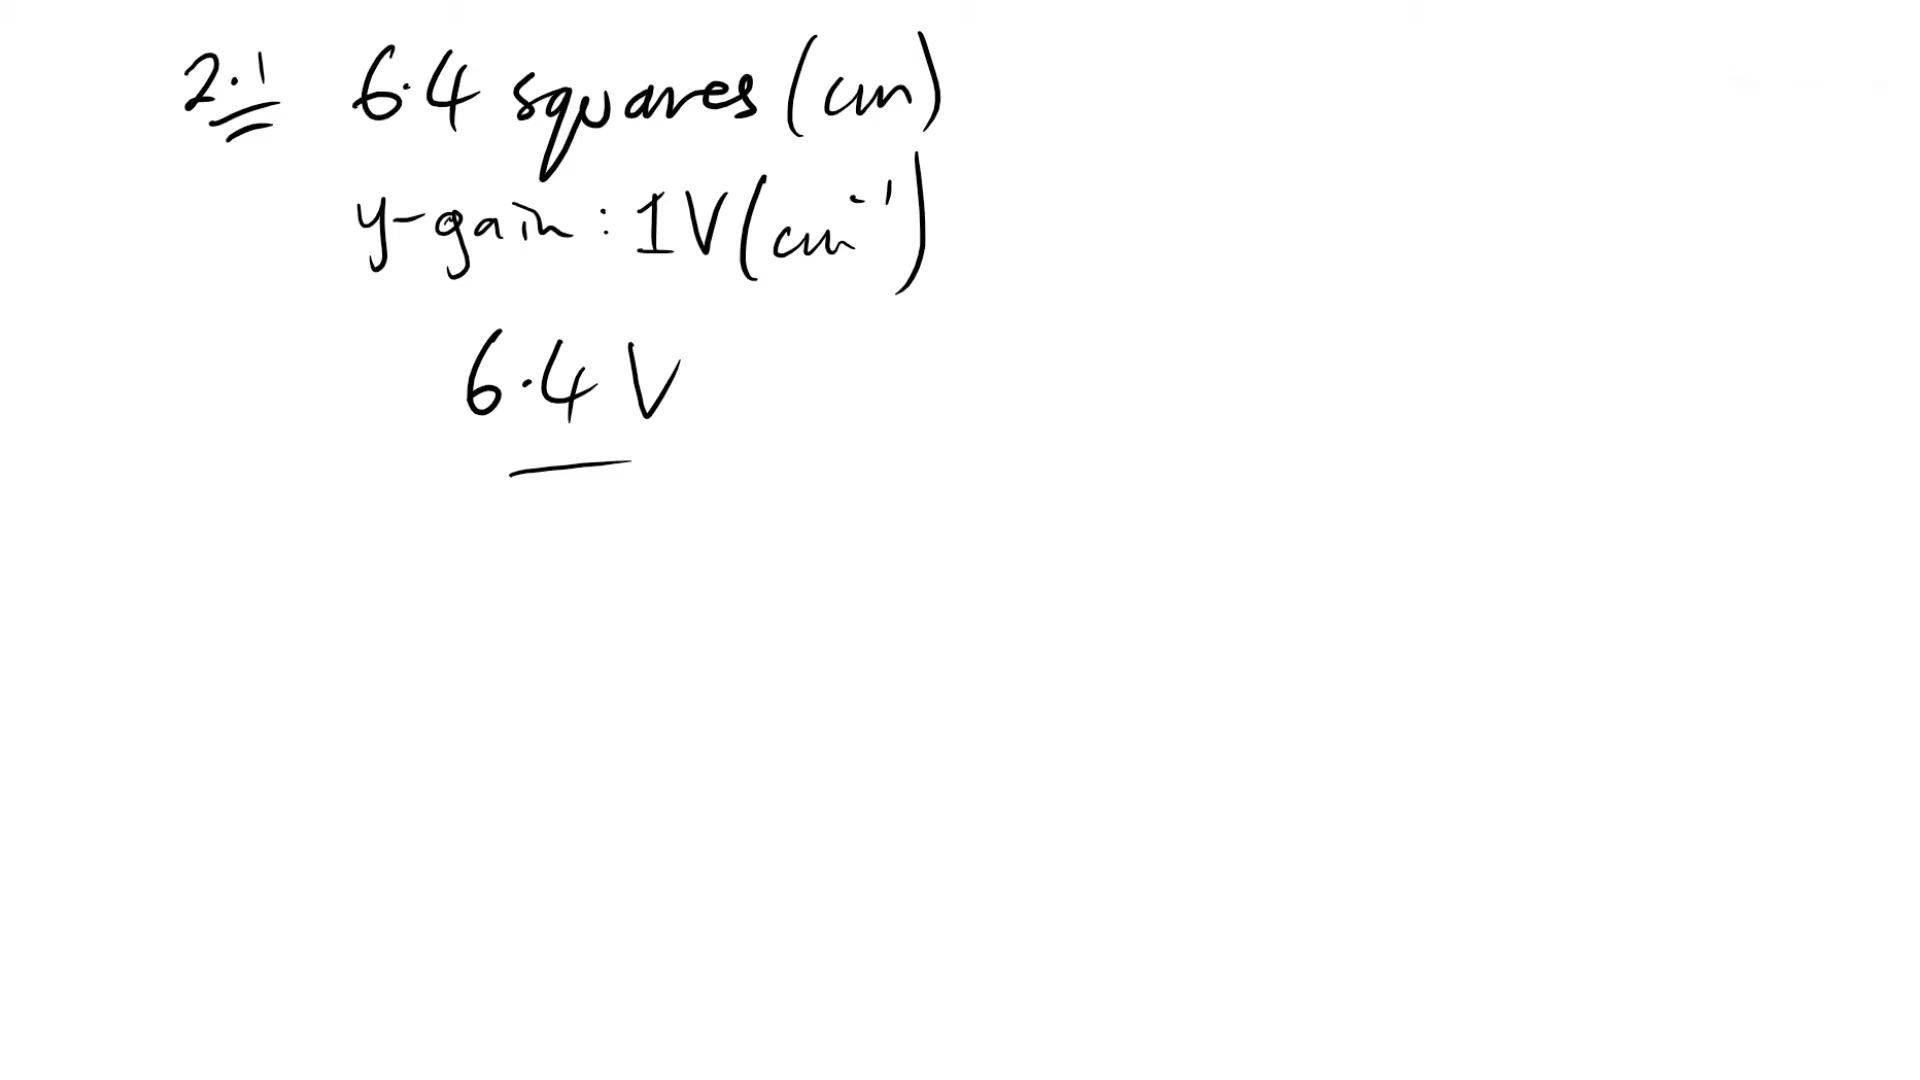 2.1 6.4 squares (cm)
y-gain : 1V(cm⁻¹)
6.4 V